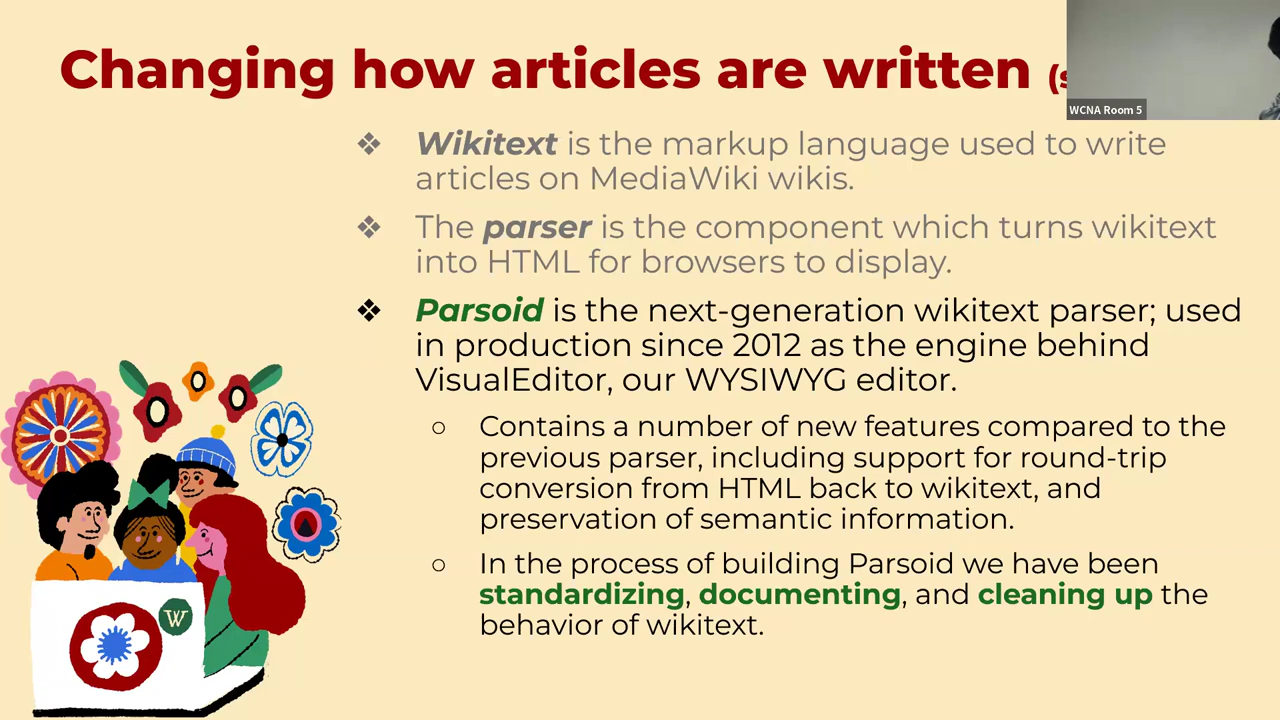 Changing how articles are written (s
WCNA Room 5
❖ Wikitext is the markup language used to write
articles on MediaWiki wikis.
❖ The parser is the component which turns wikitext
into HTML for browsers to display.
❖ Parsoid is the next-generation wikitext parser; used
in production since 2012 as the engine behind
VisualEditor, our WYSIWYG editor.
○ Contains a number of new features compared to the
previous parser, including support for round-trip
conversion from HTML back to wikitext, and
preservation of semantic information.
○ In the process of building Parsoid we have been
standardizing, documenting, and cleaning up the
behavior of wikitext.
W